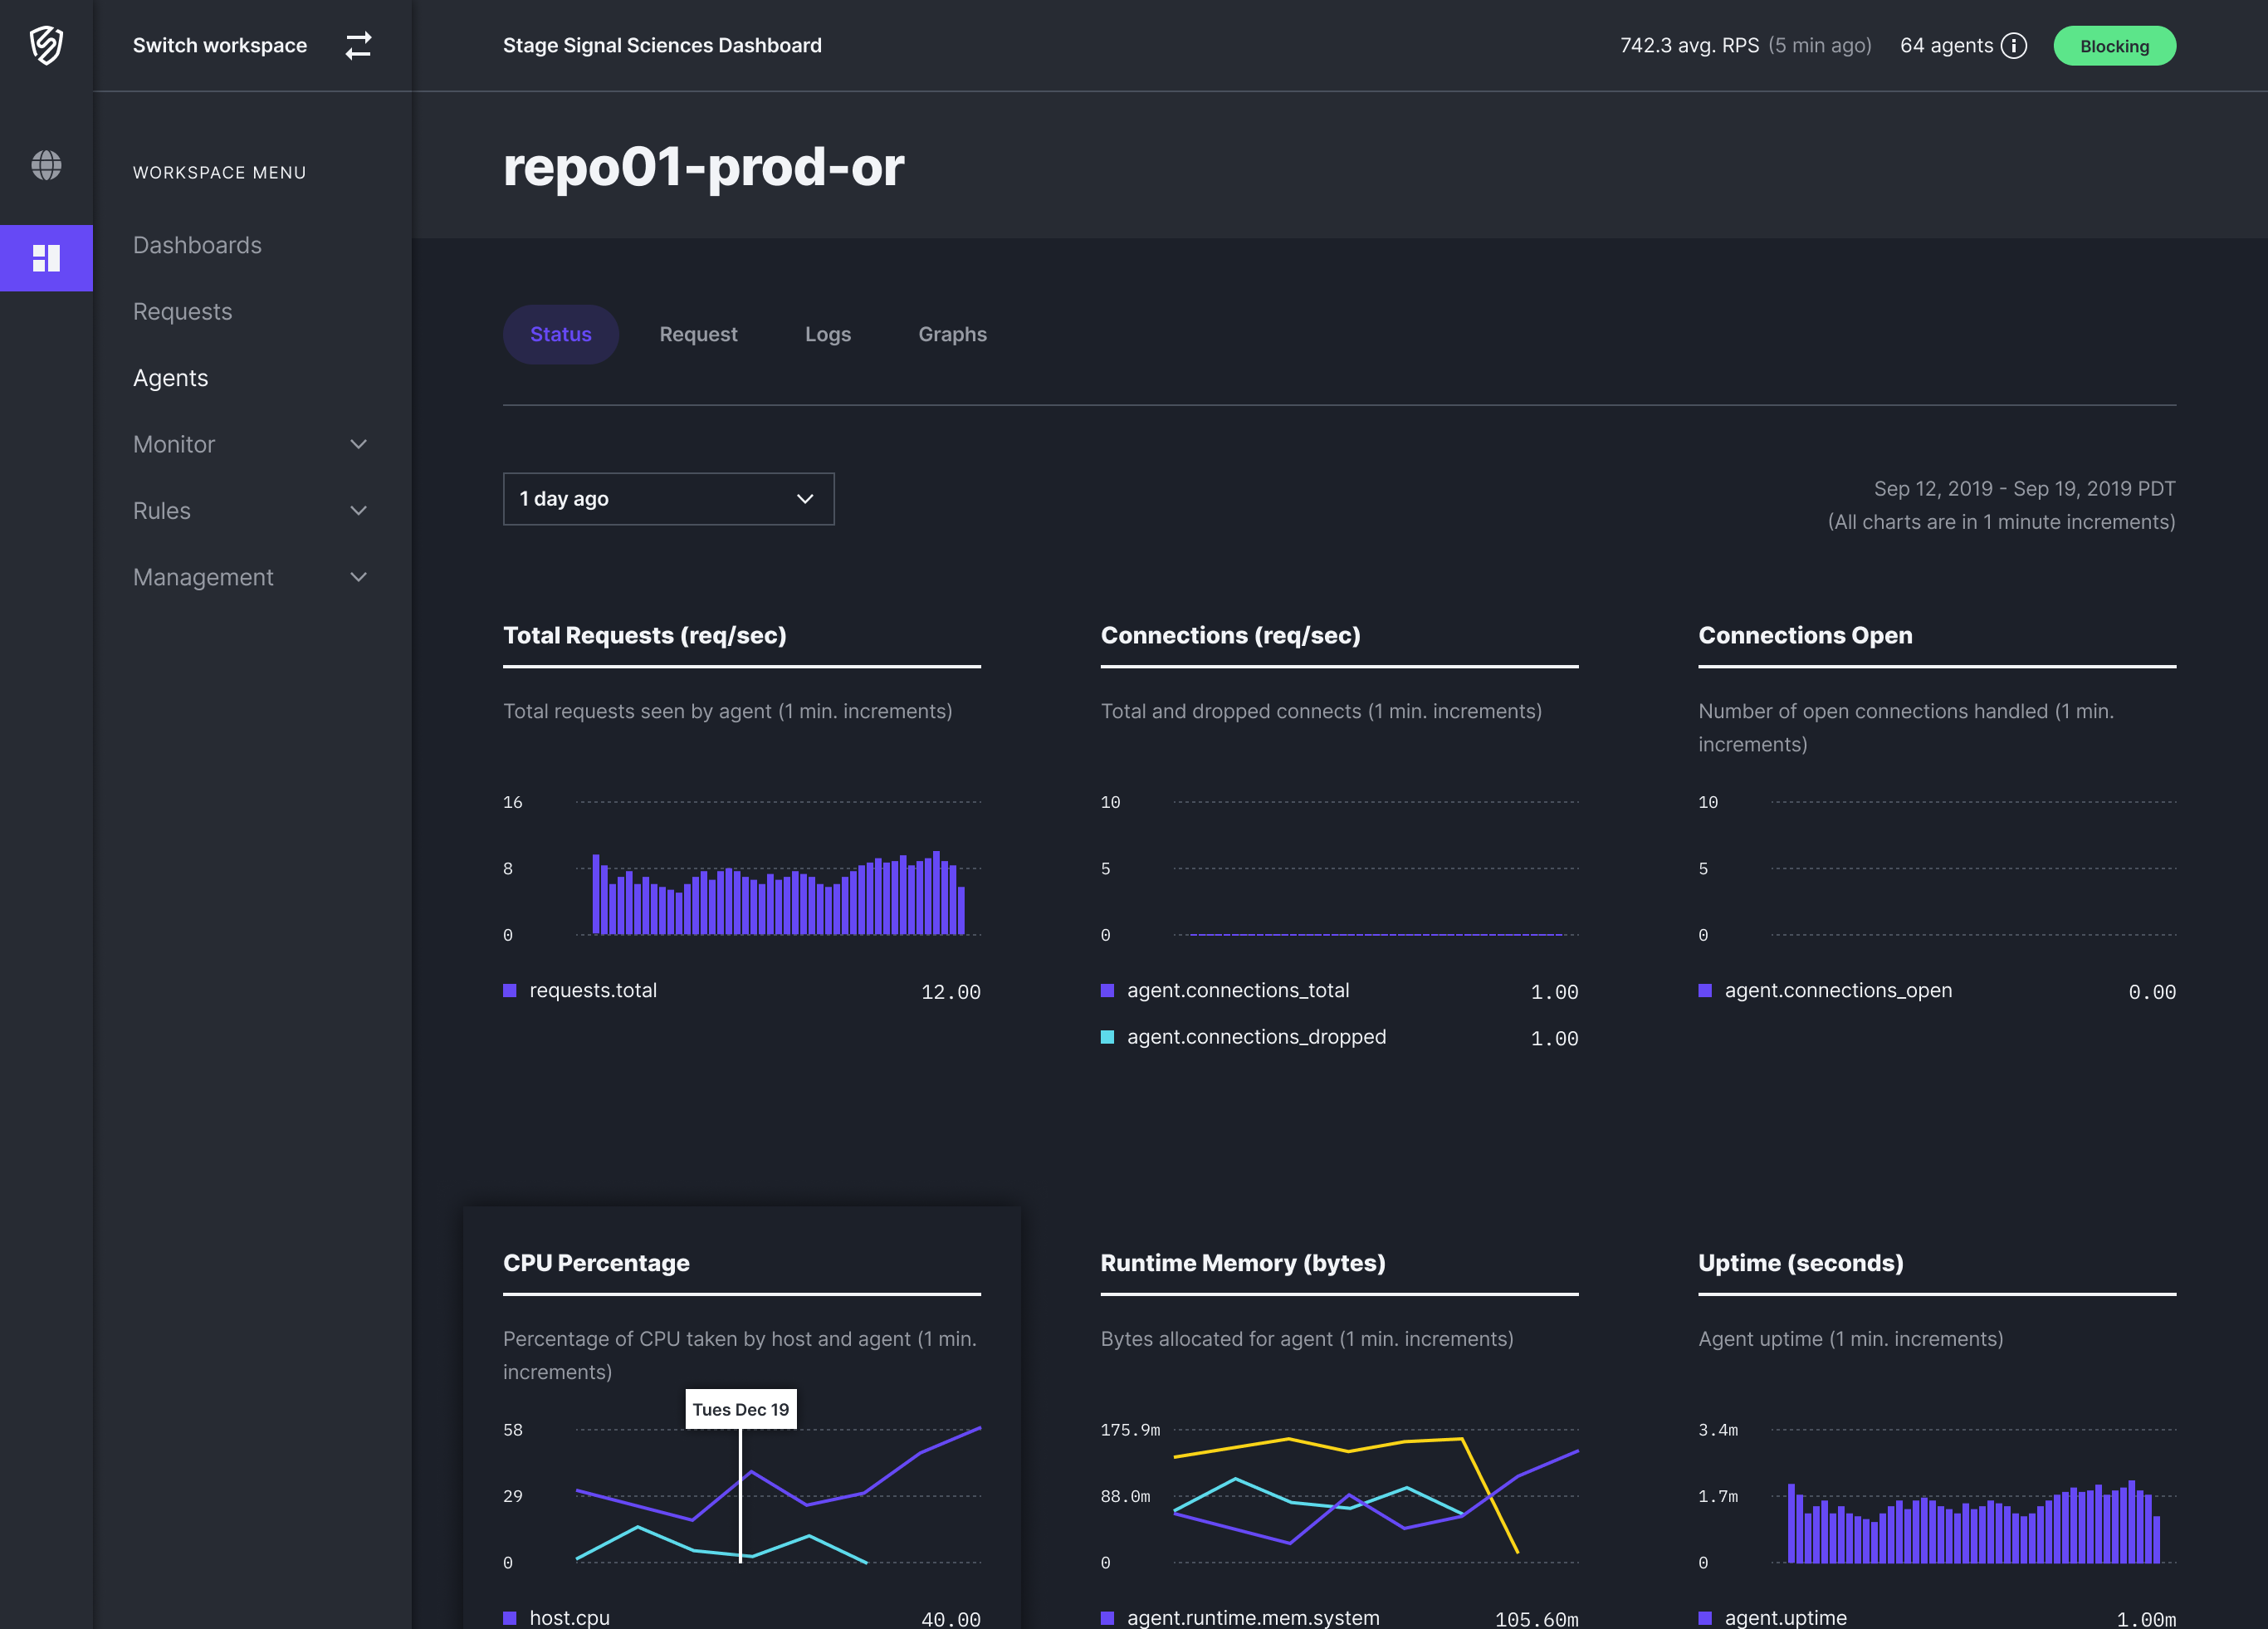 Switch workspace
Stage Signal Sciences Dashboard
742.3 avg. RPS (5 min ago) 64 agents Blocking
WORKSPACE MENU
Dashboards
Requests
Agents
Monitor
Rules
Management
repo01-prod-or
Status Request Logs Graphs
1 day ago
Sep 12, 2019 - Sep 19, 2019 PDT
(All charts are in 1 minute increments)
Total Requests (req/sec)
Total requests seen by agent (1 min. increments)
16
8
0
requests.total 12.00
Connections (req/sec)
Total and dropped connects (1 min. increments)
10
5
0
agent.connections_total 1.00
agent.connections_dropped 1.00
Connections Open
Number of open connections handled (1 min.
increments)
10
5
0
agent.connections_open 0.00
CPU Percentage
Percentage of CPU taken by host and agent (1 min.
increments)
Tues Dec 19
58
29
0
host.cpu 40.00
Runtime Memory (bytes)
Bytes allocated for agent (1 min. increments)
175.9m
88.0m
0
agent.runtime.mem.system 105.60m
Uptime (seconds)
Agent uptime (1 min. increments)
3.4m
1.7m
0
agent.uptime 1.00m